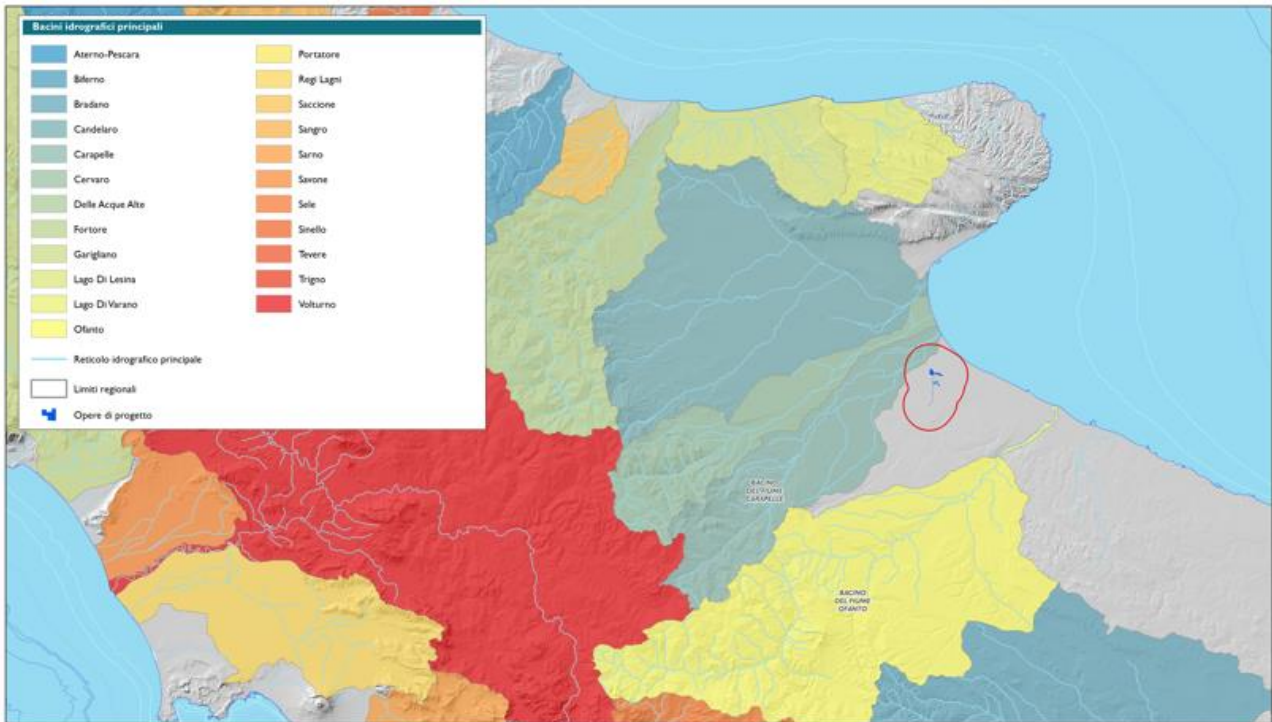 Bacini idrografici principali
Aterno-Pescara
Biferno
Bradano
Candelaro
Carapelle
Cervaro
Delle Acque Alte
Fortore
Garigliano
Lago Di Lesina
Lago Di Varano
Ofanto
Portatore
Regi Lagni
Saccione
Sangro
Sarno
Savone
Sele
Sinello
Tevere
Trigno
Volturno
Reticolo idrografico principale
Limiti regionali
Opere di progetto
BACINO
DEL FIUME
CARAPELLE
BACINO
DEL FIUME
OFANTO